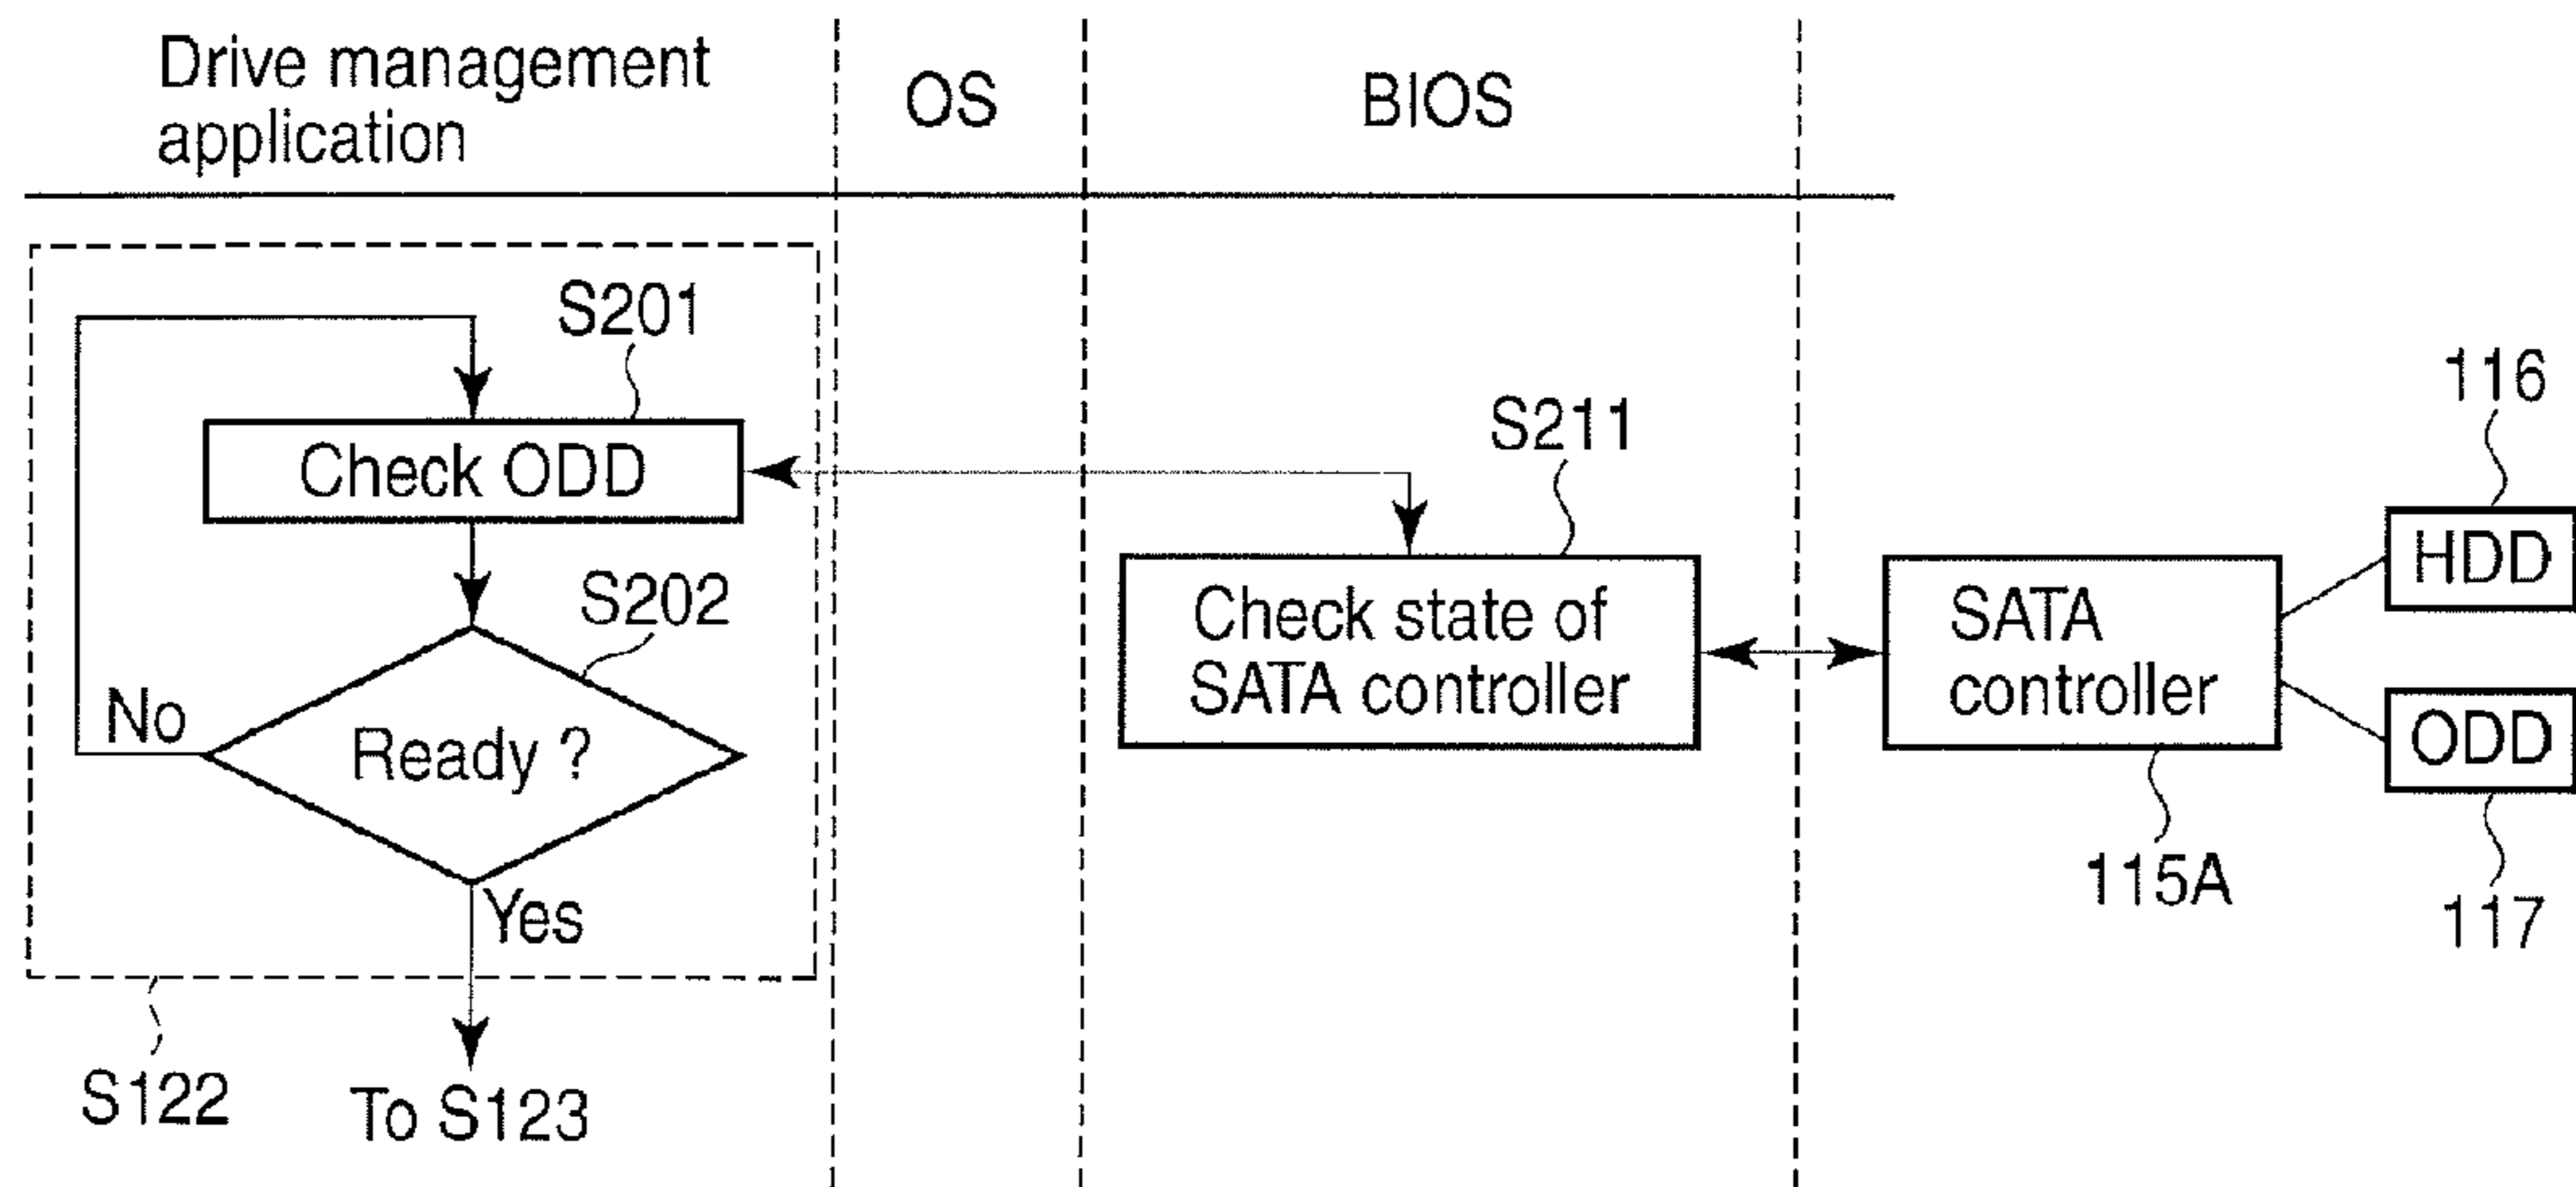 Drive management
application
OS
BIOS
S201
Check ODD
S202
Ready ?
No
Yes
S122
To S123
S211
Check state of
SATA controller
SATA
controller
115A
116
HDD
ODD
117